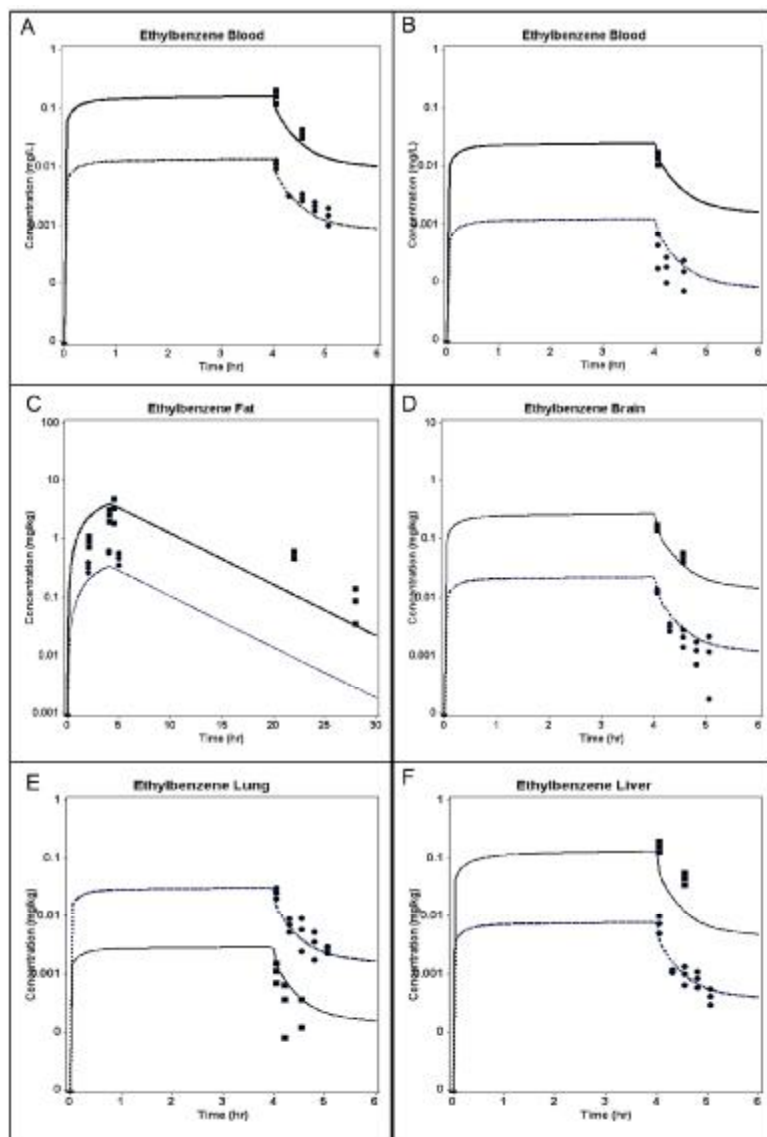 A
Ethylbenzene Blood
Concentration (mg/L)
1
0.1
0.01
0.001
0
0
0 1 2 3 4 5 6
Time (hr)
B
Ethylbenzene Blood
Concentration (mg/L)
1
0.1
0.01
0.001
0
0
0 1 2 3 4 5 6
Time (hr)
C
Ethylbenzene Fat
Concentration (mg/kg)
100
10
1
0.1
0.01
0.001
0 5 10 15 20 25 30
Time (hr)
D
Ethylbenzene Brain
Concentration (mg/kg)
10
1
0.1
0.01
0.001
0
0 1 2 3 4 5 6
Time (hr)
E
Ethylbenzene Lung
Concentration (mg/kg)
1
0.1
0.01
0.001
0
0
0 1 2 3 4 5 6
Time (hr)
F
Ethylbenzene Liver
Concentration (mg/kg)
1
0.1
0.01
0.001
0
0
0 1 2 3 4 5 6
Time (hr)